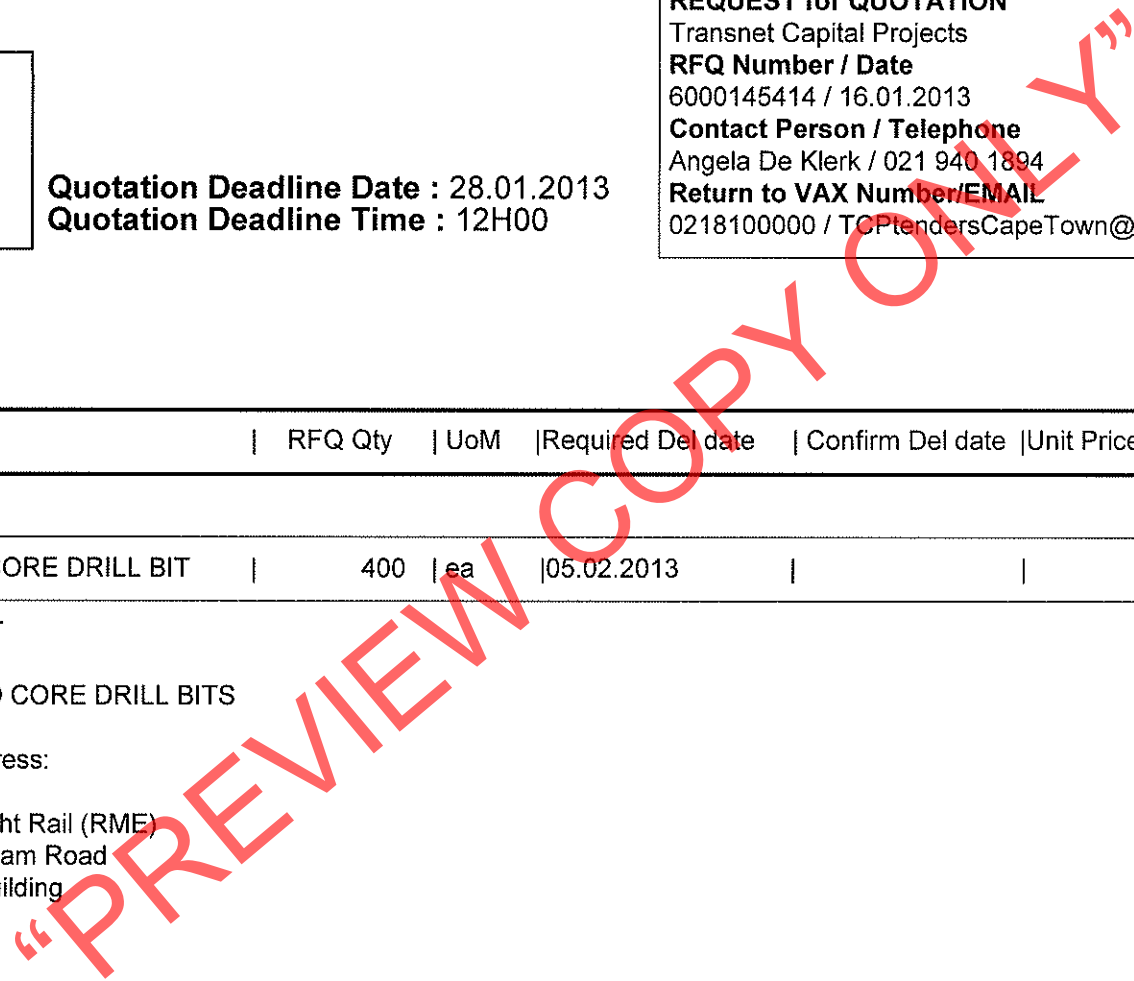 REQUEST for QUOTATION
Transnet Capital Projects
RFQ Number / Date
6000145414 / 16.01.2013
Contact Person / Telephone
Angela De Klerk / 021 940 1894
Return to VAX Number/EMAIL
0218100000 / TCPtendersCapeTown@
Quotation Deadline Date : 28.01.2013
Quotation Deadline Time : 12H00
| RFQ Qty | UoM |Required Del date | Confirm Del date |Unit Price
ORE DRILL BIT | 400 | ea |05.02.2013 | |
CORE DRILL BITS
ress:
ht Rail (RME)
am Road
ilding
“PREVIEW COPY ONLY”